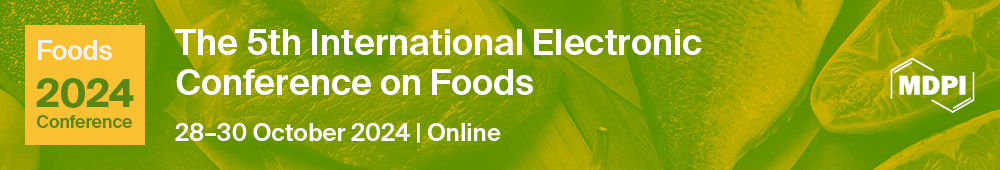 Foods
2024
Conference
The 5th International Electronic
Conference on Foods
28–30 October 2024 | Online
MDPI